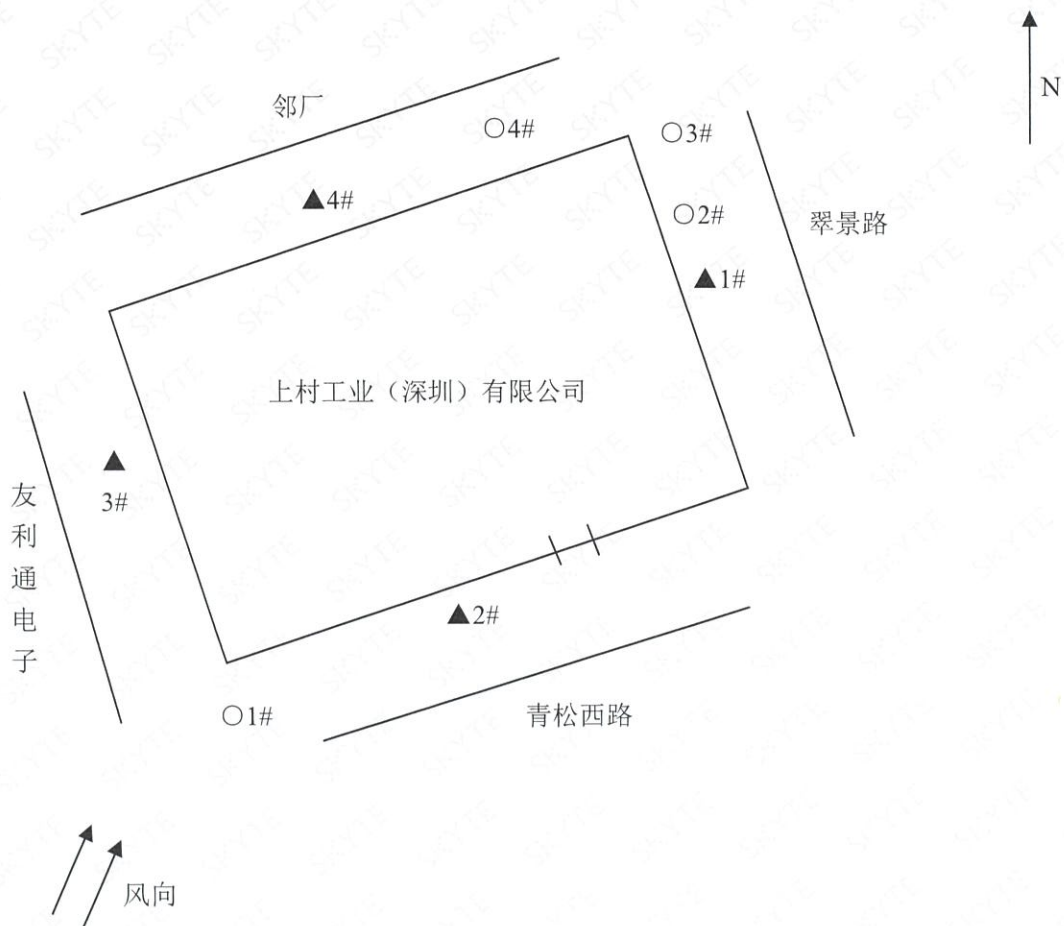 N
邻厂
○4#
○3#
▲4#
○2#
翠景路
▲1#
上村工业（深圳）有限公司
▲
3#
友利通电子
▲2#
○1#
青松西路
风向
SKYTE